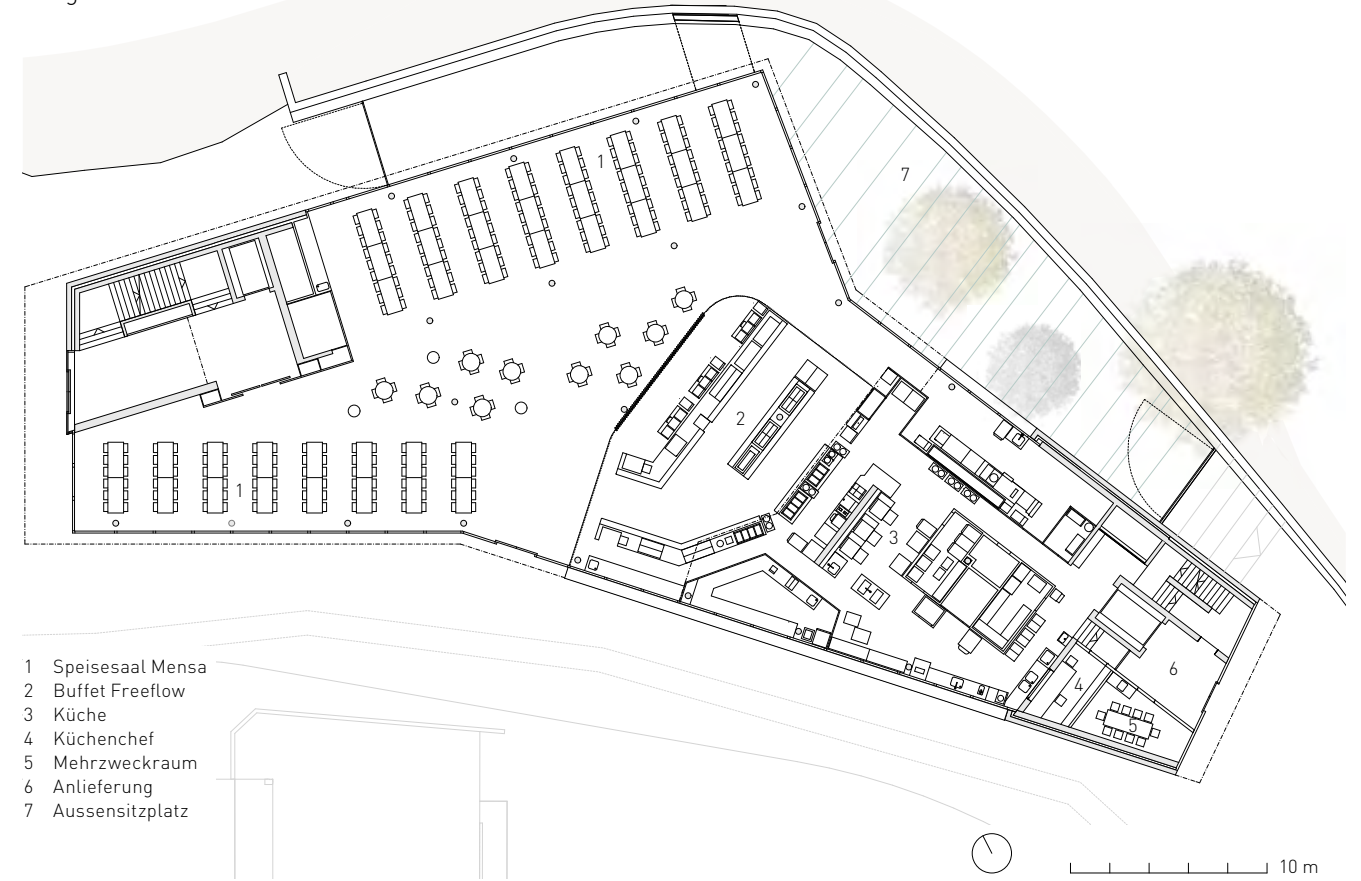 1
7
2
1
3
6
4
5
1 Speisesaal Mensa
2 Buffet Freeflow
3 Küche
4 Küchenchef
5 Mehrzweckraum
6 Anlieferung
7 Aussensitzplatz
10 m